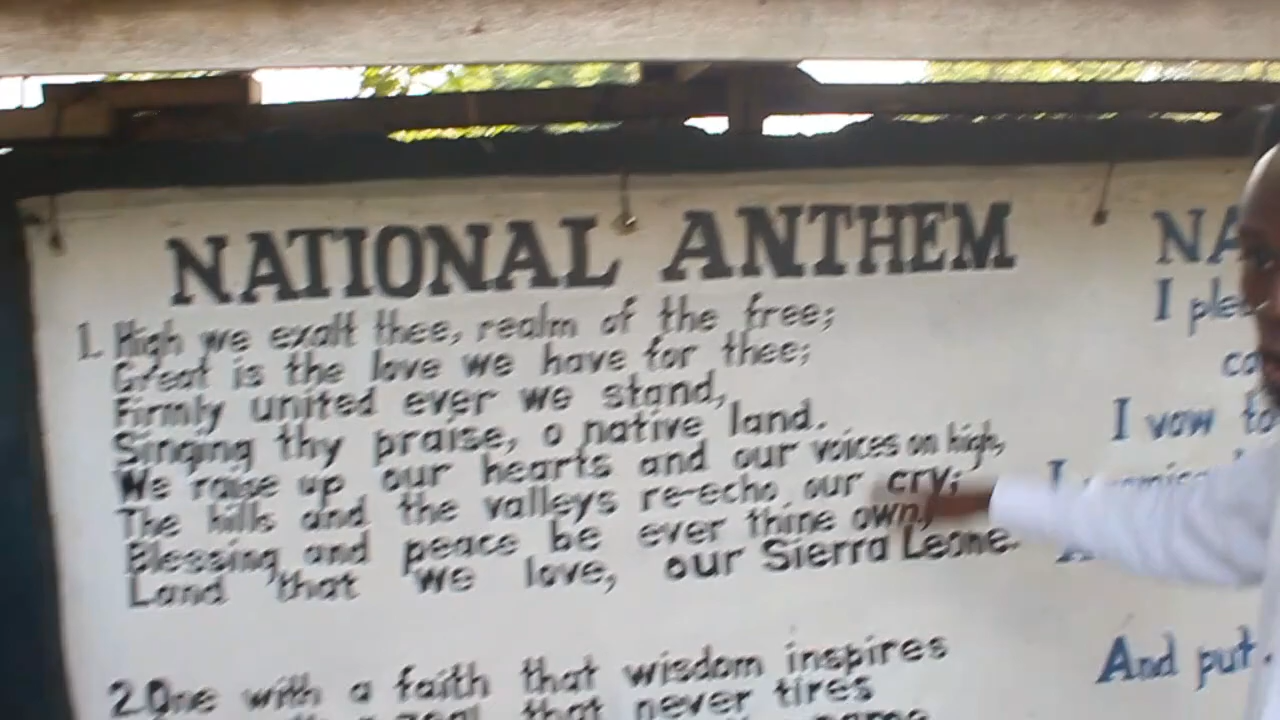 NATIONAL ANTHEM
1. High we exalt thee, realm of the free;
Great is the love we have for thee;
Firmly united ever we stand,
Singing thy praise, o native land.
We raise up our hearts and our voices on high,
The hills and the valleys re-echo our cry;
Blessing and peace be ever thine own,
Land that we love, our Sierra Leone.
2. One with a faith that wisdom inspires
zeal that never tires
NA
I
I vow to
I
And put